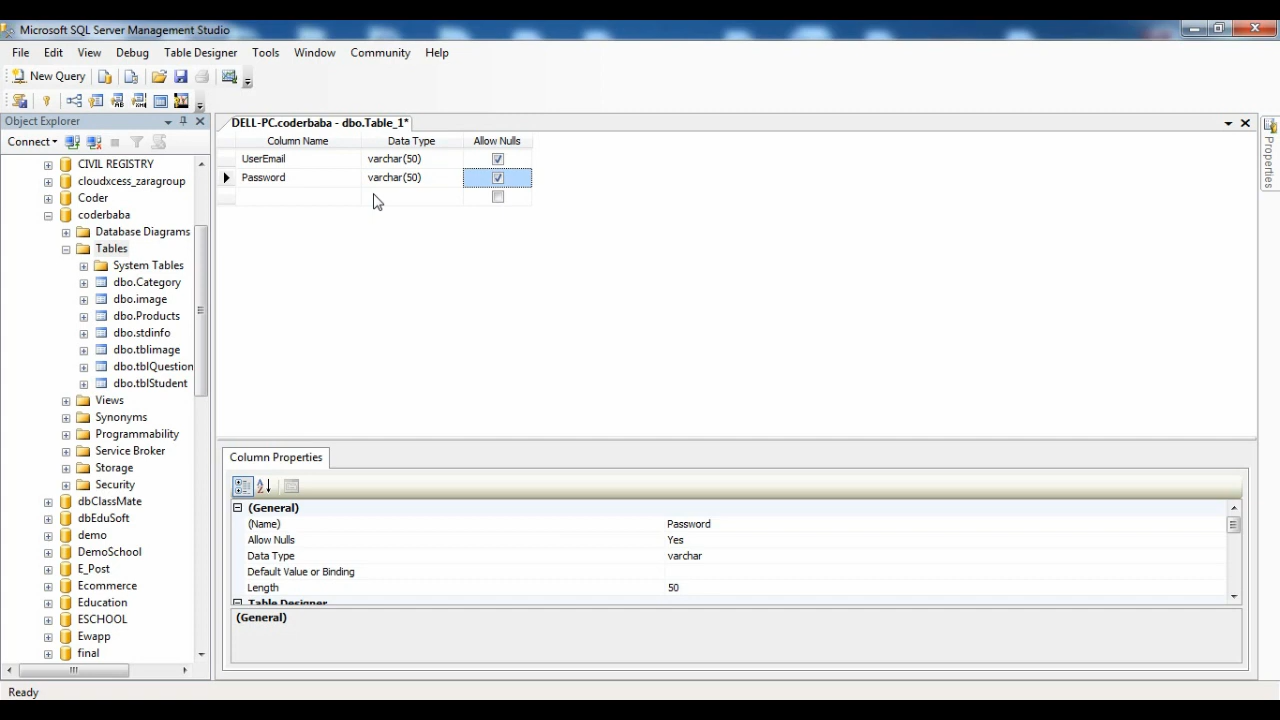 Microsoft SQL Server Management Studio
File Edit View Debug Table Designer Tools Window Community Help
New Query
Object Explorer
Connect
CIVIL REGISTRY
cloudxcess_zaragroup
Coder
coderbaba
Database Diagrams
Tables
System Tables
dbo.Category
dbo.image
dbo.Products
dbo.stdinfo
dbo.tblimage
dbo.tblQuestion
dbo.tblStudent
Views
Synonyms
Programmability
Service Broker
Storage
Security
dbClassMate
dbEduSoft
demo
DemoSchool
E_Post
Ecommerce
Education
ESCHOOL
Ewapp
final
DELL-PC.coderbaba - dbo.Table_1*
Column Name Data Type Allow Nulls
UserEmail varchar(50)
Password varchar(50)
Properties
Column Properties
(General)
(Name) Password
Allow Nulls Yes
Data Type varchar
Default Value or Binding
Length 50
Table Designer
(General)
Ready